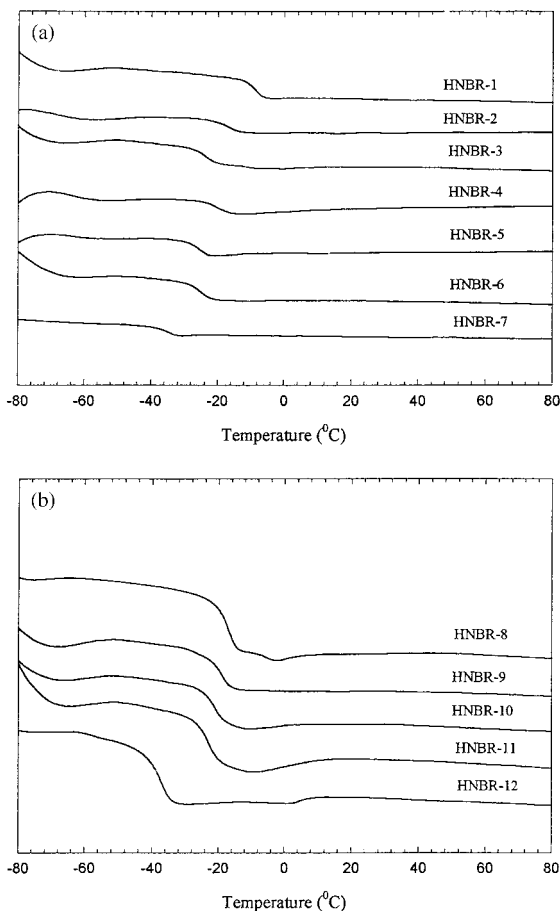 (a)
HNBR-1
HNBR-2
HNBR-3
HNBR-4
HNBR-5
HNBR-6
HNBR-7
-80 -60 -40 -20 0 20 40 60 80
Temperature (⁰C)
(b)
HNBR-8
HNBR-9
HNBR-10
HNBR-11
HNBR-12
-80 -60 -40 -20 0 20 40 60 80
Temperature (⁰C)